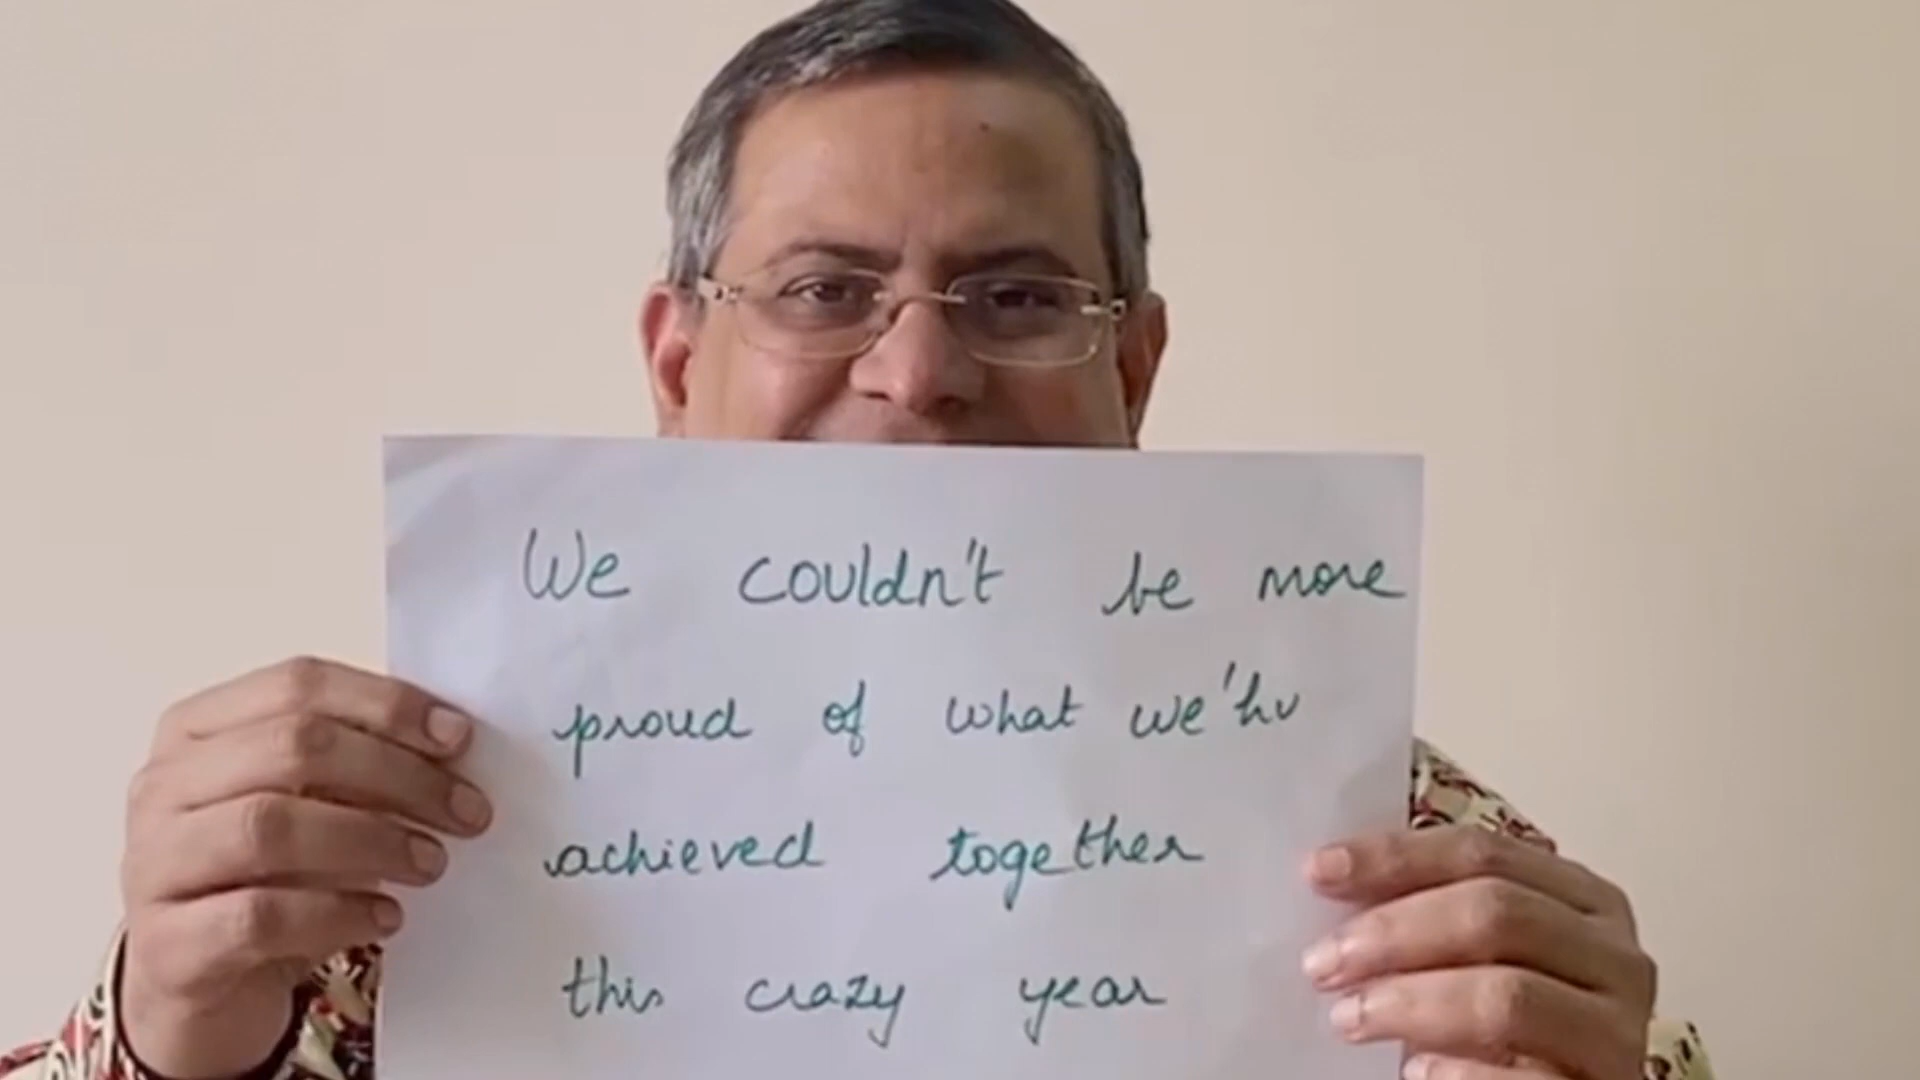 We couldn't be more
proud of what we'hv
achieved together
this crazy year